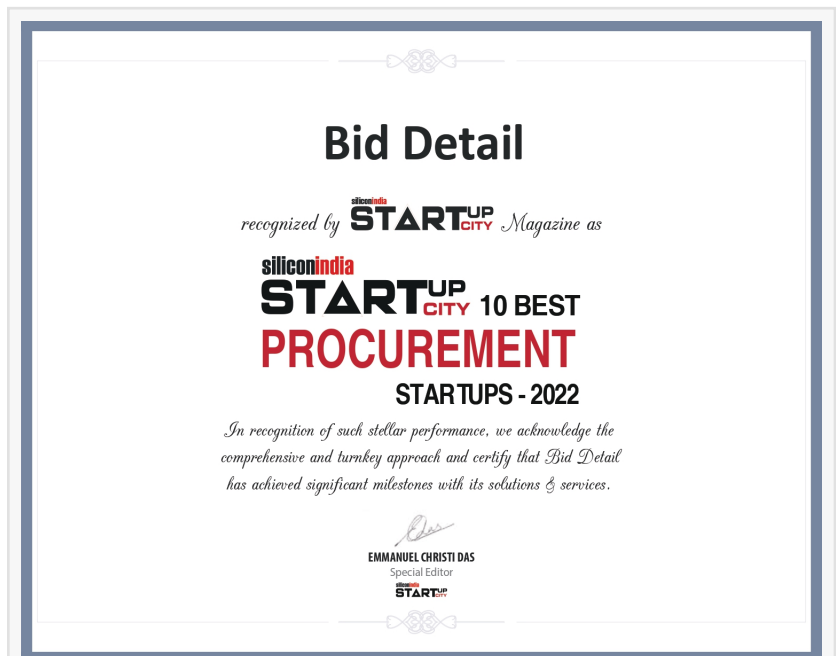 Bid Detail
recognized by siliconindia STARTUP CITY Magazine as
siliconindia
STARTUP CITY 10 BEST
PROCUREMENT
STARTUPS - 2022
In recognition of such stellar performance, we acknowledge the
comprehensive and turnkey approach and certify that Bid Detail
has achieved significant milestones with its solutions & services.
EMMANUEL CHRISTI DAS
Special Editor
siliconindia
STARTUP CITY